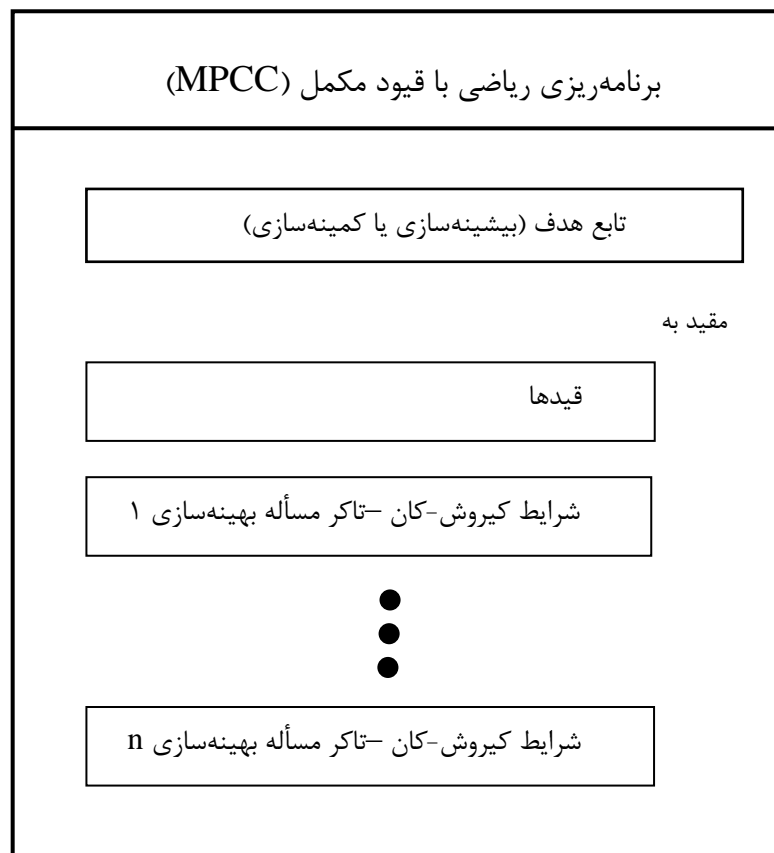 برنامه‌ریزی ریاضی با قیود مکمل (MPCC)
تابع هدف (بیشینه‌سازی یا کمینه‌سازی)
مقید به
قیدها
شرایط کیروش-کان –تاکر مسأله بهینه‌سازی ۱
شرایط کیروش-کان –تاکر مسأله بهینه‌سازی n